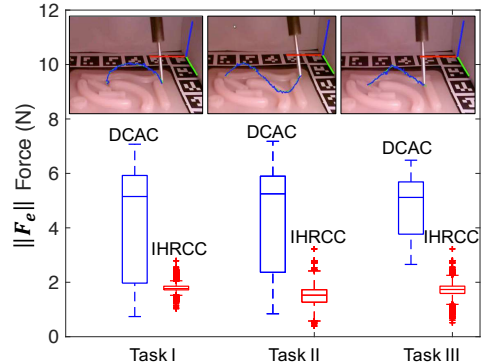 12
10
8
6
4
2
0
‖Fe‖ Force (N)
DCAC
IHRCC
DCAC
IHRCC
DCAC
IHRCC
Task I
Task II
Task III